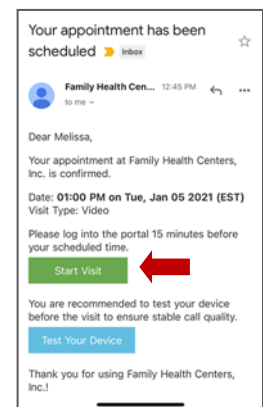 Your appointment has been
scheduled Inbox
Family Health Cen... 12:45 PM
to me
Dear Melissa,
Your appointment at Family Health Centers,
Inc. is confirmed.
Date: 01:00 PM on Tue, Jan 05 2021 (EST)
Visit Type: Video
Please log into the portal 15 minutes before
your scheduled time.
Start Visit
You are recommended to test your device
before the visit to ensure stable call quality.
Test Your Device
Thank you for using Family Health Centers,
Inc.!